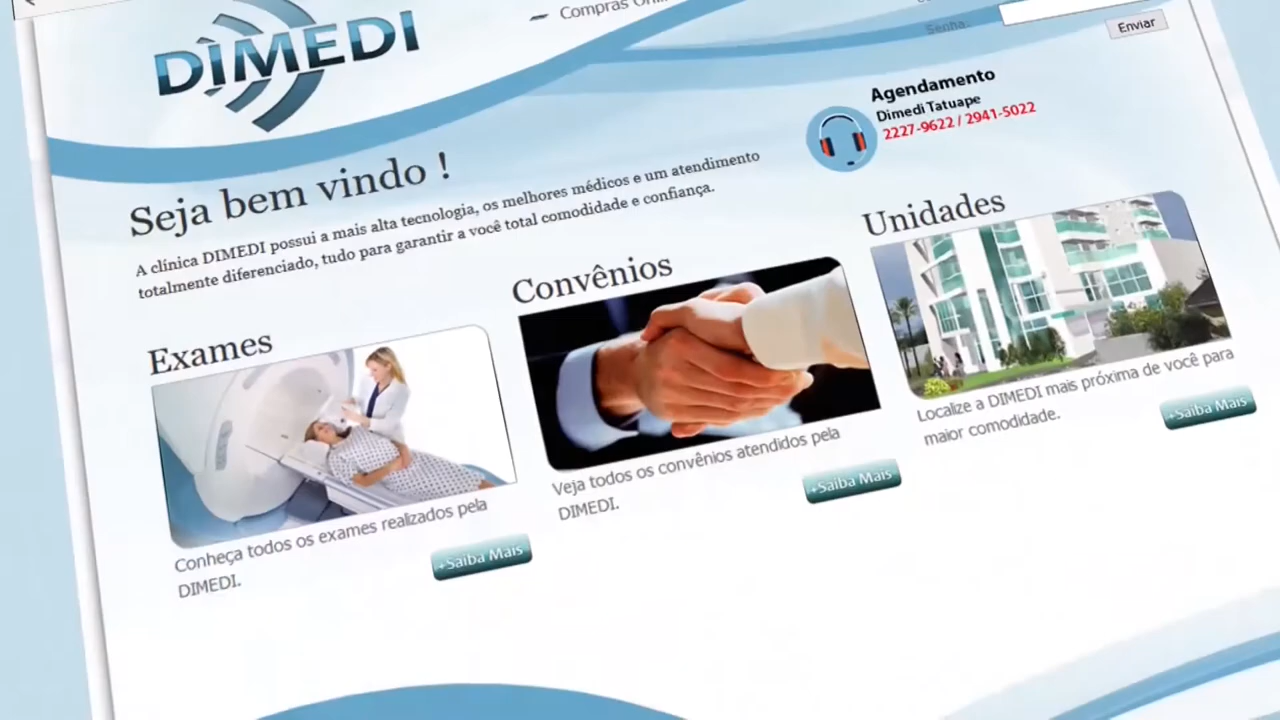 DIMEDI
Compras
Senha:
Enviar
Agendamento
Dimedi Tatuape
2227-9622 / 2941-5022
Seja bem vindo !
A clínica DIMEDI possui a mais alta tecnologia, os melhores médicos e um atendimento
totalmente diferenciado, tudo para garantir a você total comodidade e confiança.
Exames
Conheça todos os exames realizados pela
DIMEDI.
+Saiba Mais
Convênios
Veja todos os convênios atendidos pela
DIMEDI.
+Saiba Mais
Unidades
Localize a DIMEDI mais próxima de você para
maior comodidade.
+Saiba Mais